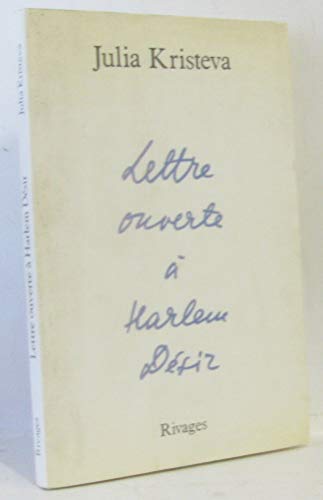 Julia Kristeva
Lettre
ouverte
à
Harlem
Désir
Rivages
Julia Kristeva
Lettre ouverte à Harlem Désir
Rivages